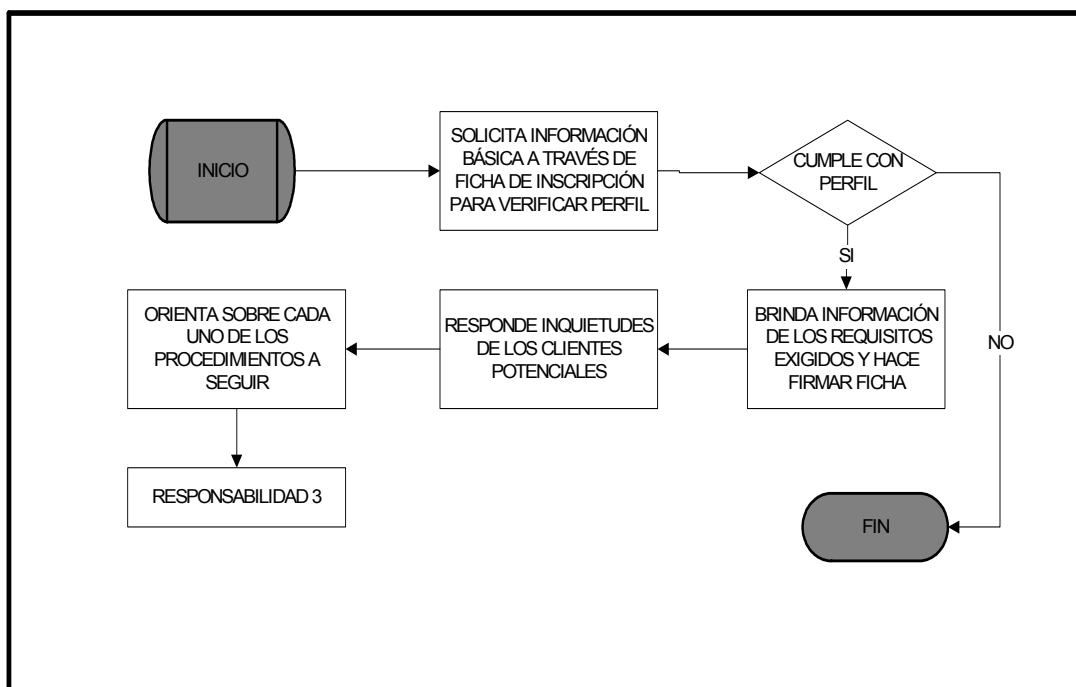 INICIO
SOLICITA INFORMACIÓN
BÁSICA A TRAVÉS DE
FICHA DE INSCRIPCIÓN
PARA VERIFICAR PERFIL
CUMPLE CON
PERFIL
SI
NO
BRINDA INFORMACIÓN
DE LOS REQUISITOS
EXIGIDOS Y HACE
FIRMAR FICHA
RESPONDE INQUIETUDES
DE LOS CLIENTES
POTENCIALES
ORIENTA SOBRE CADA
UNO DE LOS
PROCEDIMIENTOS A
SEGUIR
RESPONSABILIDAD 3
FIN